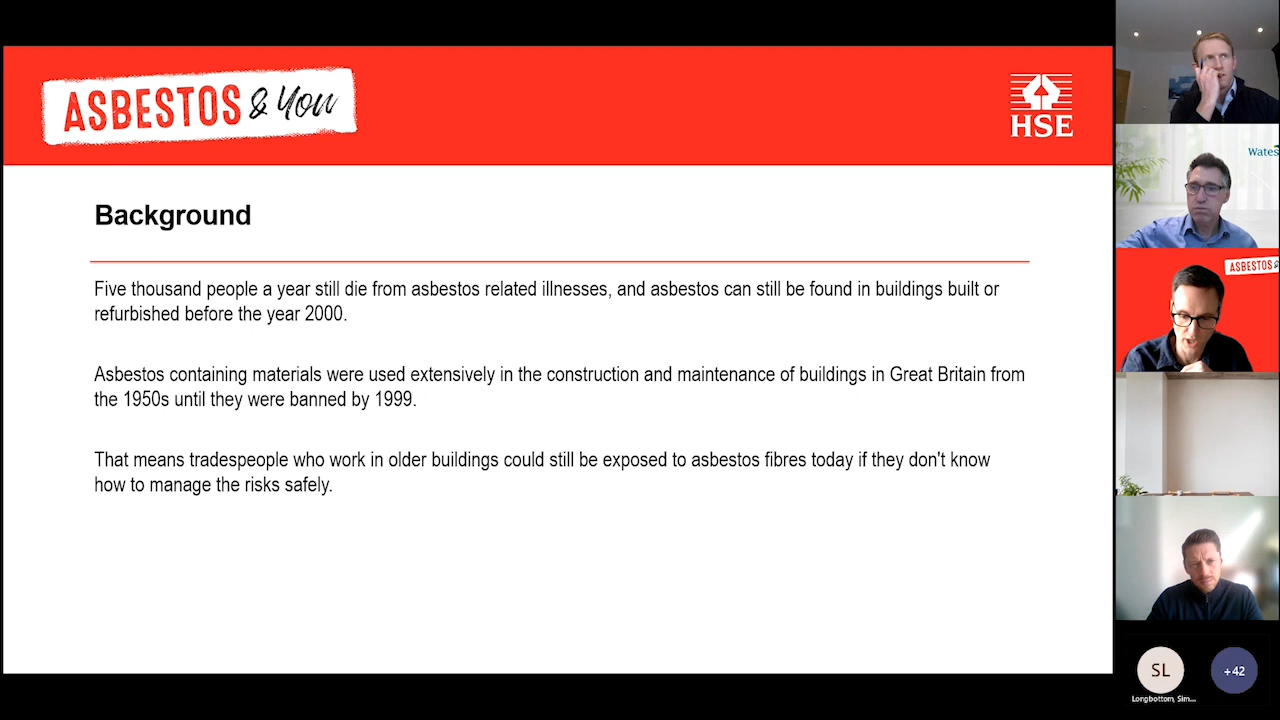 ASBESTOS & You
HSE
Background
Five thousand people a year still die from asbestos related illnesses, and asbestos can still be found in buildings built or
refurbished before the year 2000.
Asbestos containing materials were used extensively in the construction and maintenance of buildings in Great Britain from
the 1950s until they were banned by 1999.
That means tradespeople who work in older buildings could still be exposed to asbestos fibres today if they don't know
how to manage the risks safely.
Wates
ASBESTOS &
SL
+42
Longbottom, Sim...